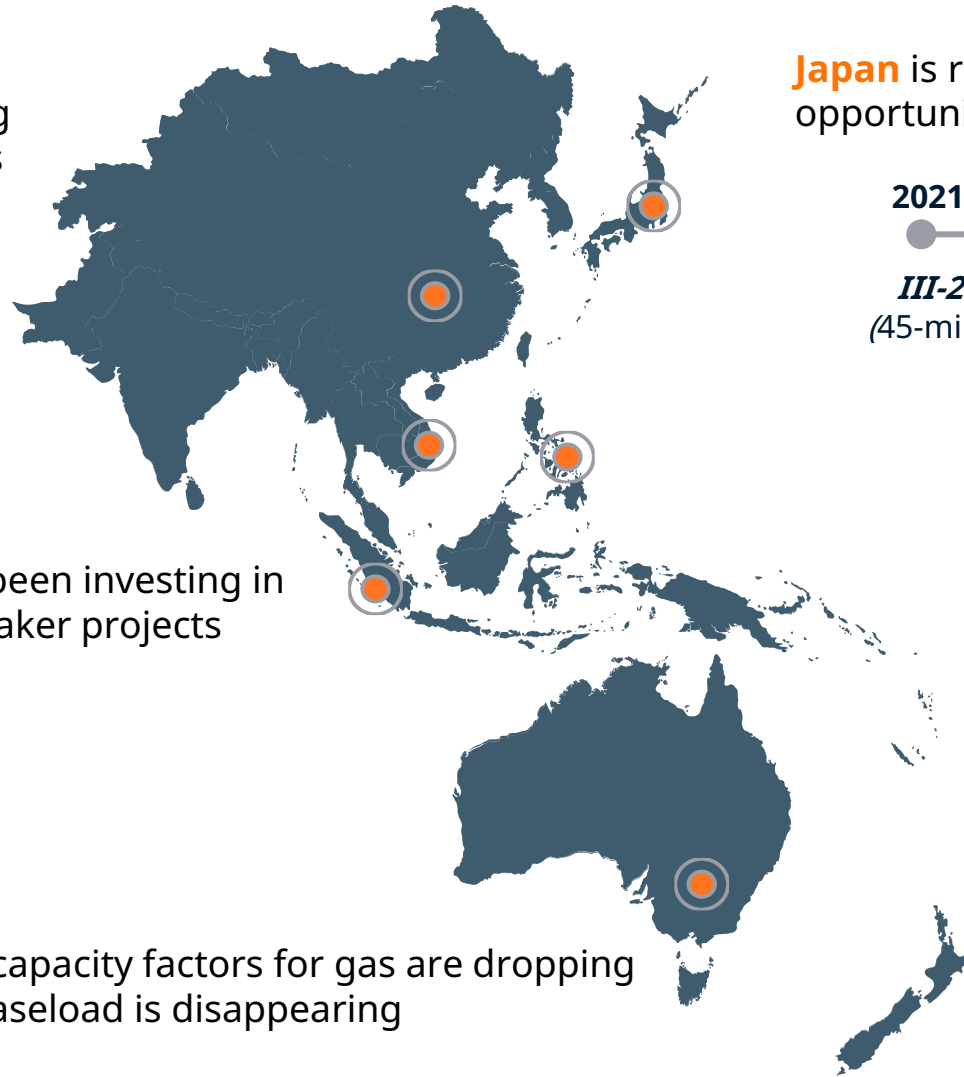 g
s
Japan is r
opportuni
2021
III-2
(45-mi
been investing in
aker projects
capacity factors for gas are dropping
aseload is disappearing